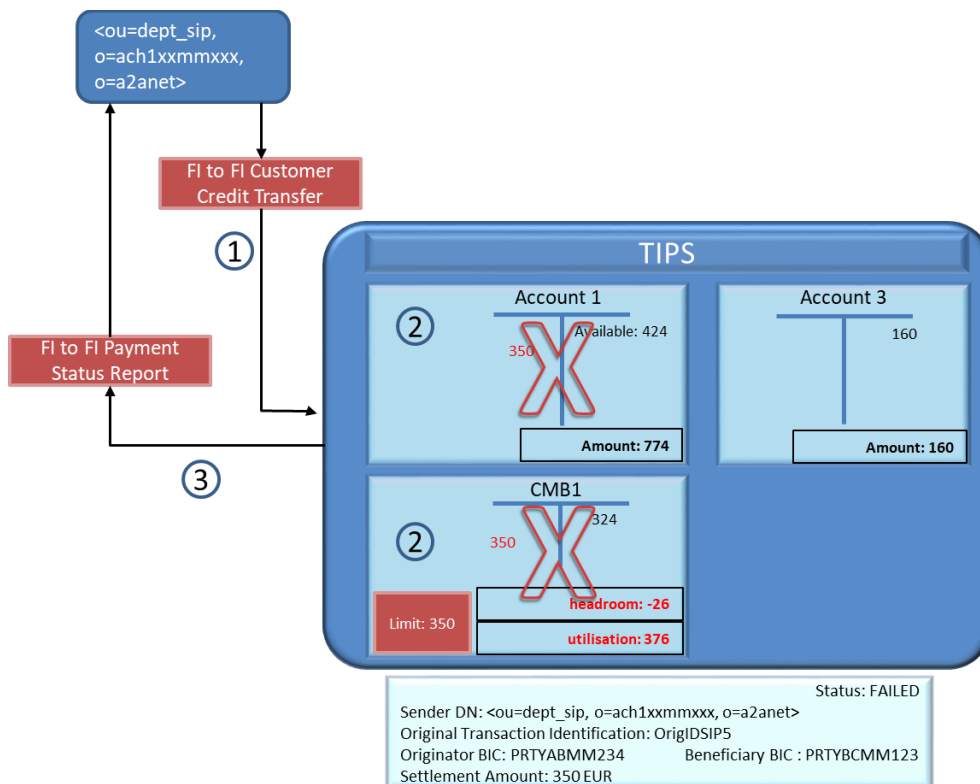 <ou=dept_sip,
o=ach1xxmmxxx,
o=a2anet>
FI to FI Customer
Credit Transfer
1
TIPS
Account 1
2
Available: 424
350
Amount: 774
Account 3
160
Amount: 160
FI to FI Payment
Status Report
3
CMB1
2
324
350
Limit: 350
headroom: -26
utilisation: 376
Status: FAILED
Sender DN: <ou=dept_sip, o=ach1xxmmxxx, o=a2anet>
Original Transaction Identification: OrigIDSIP5
Originator BIC: PRTYABMM234 Beneficiary BIC : PRTYBCMM123
Settlement Amount: 350 EUR